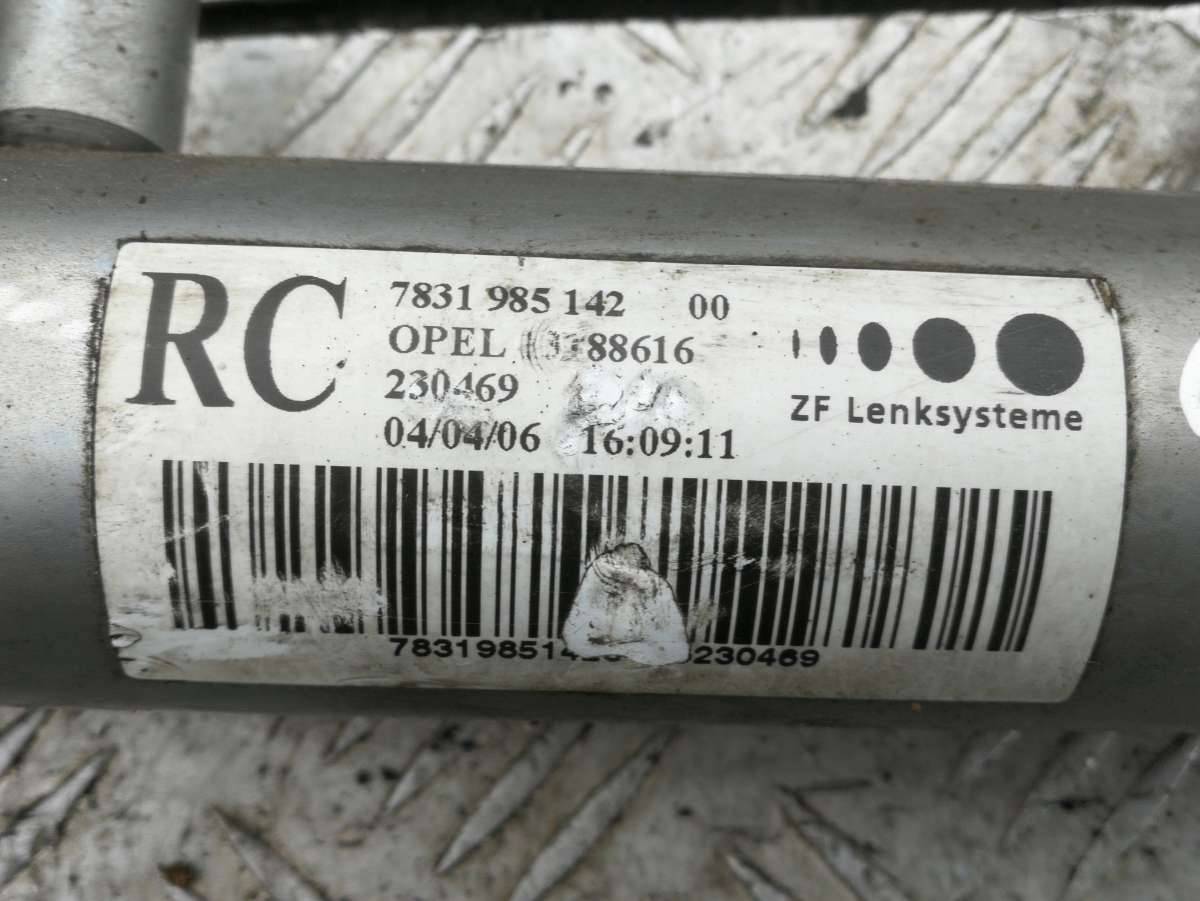 RC
7831 985 142 00
OPEL
230469
04/04/06 16:09:11
ZF Lenksysteme